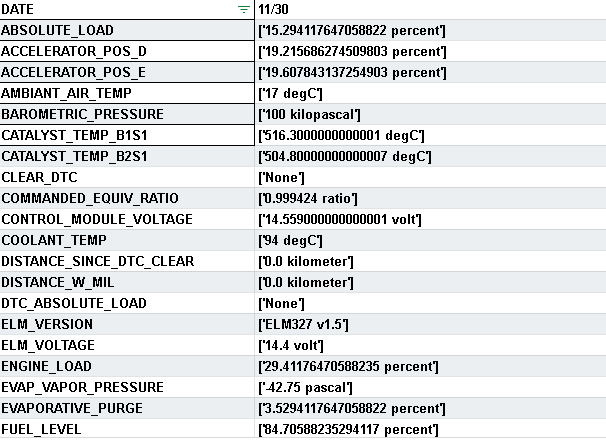 DATE 11/30
ABSOLUTE_LOAD ['15.294117647058822 percent']
ACCELERATOR_POS_D ['19.215686274509803 percent']
ACCELERATOR_POS_E ['19.607843137254903 percent']
AMBIANT_AIR_TEMP ['17 degC']
BAROMETRIC_PRESSURE ['100 kilopascal']
CATALYST_TEMP_B1S1 ['516.3000000000001 degC']
CATALYST_TEMP_B2S1 ['504.80000000000007 degC']
CLEAR_DTC ['None']
COMMANDED_EQUIV_RATIO ['0.999424 ratio']
CONTROL_MODULE_VOLTAGE ['14.559000000000001 volt']
COOLANT_TEMP ['94 degC']
DISTANCE_SINCE_DTC_CLEAR ['0.0 kilometer']
DISTANCE_W_MIL ['0.0 kilometer']
DTC_ABSOLUTE_LOAD ['None']
ELM_VERSION ['ELM327 v1.5']
ELM_VOLTAGE ['14.4 volt']
ENGINE_LOAD ['29.41176470588235 percent']
EVAP_VAPOR_PRESSURE ['-42.75 pascal']
EVAPORATIVE_PURGE ['3.5294117647058822 percent']
FUEL_LEVEL ['84.70588235294117 percent']